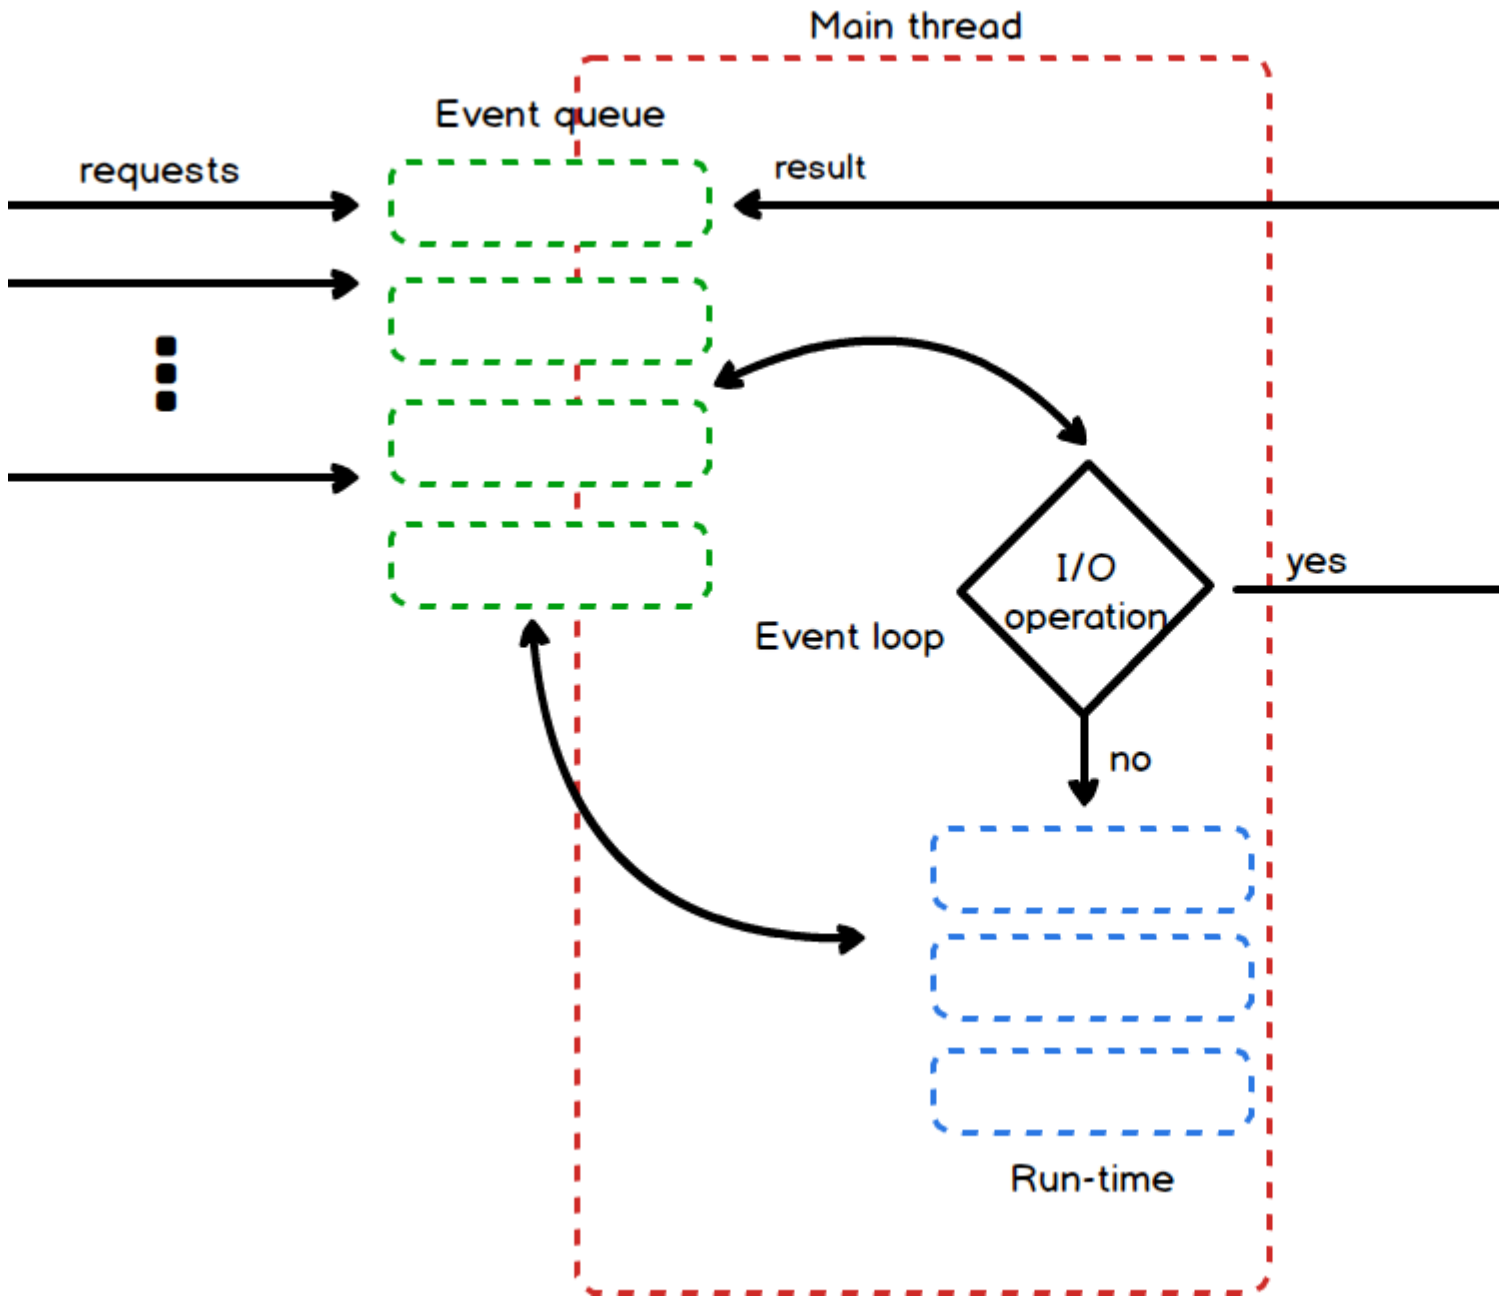 Main thread
Event queue
requests
result
I/O
operation
yes
Event loop
no
Run-time